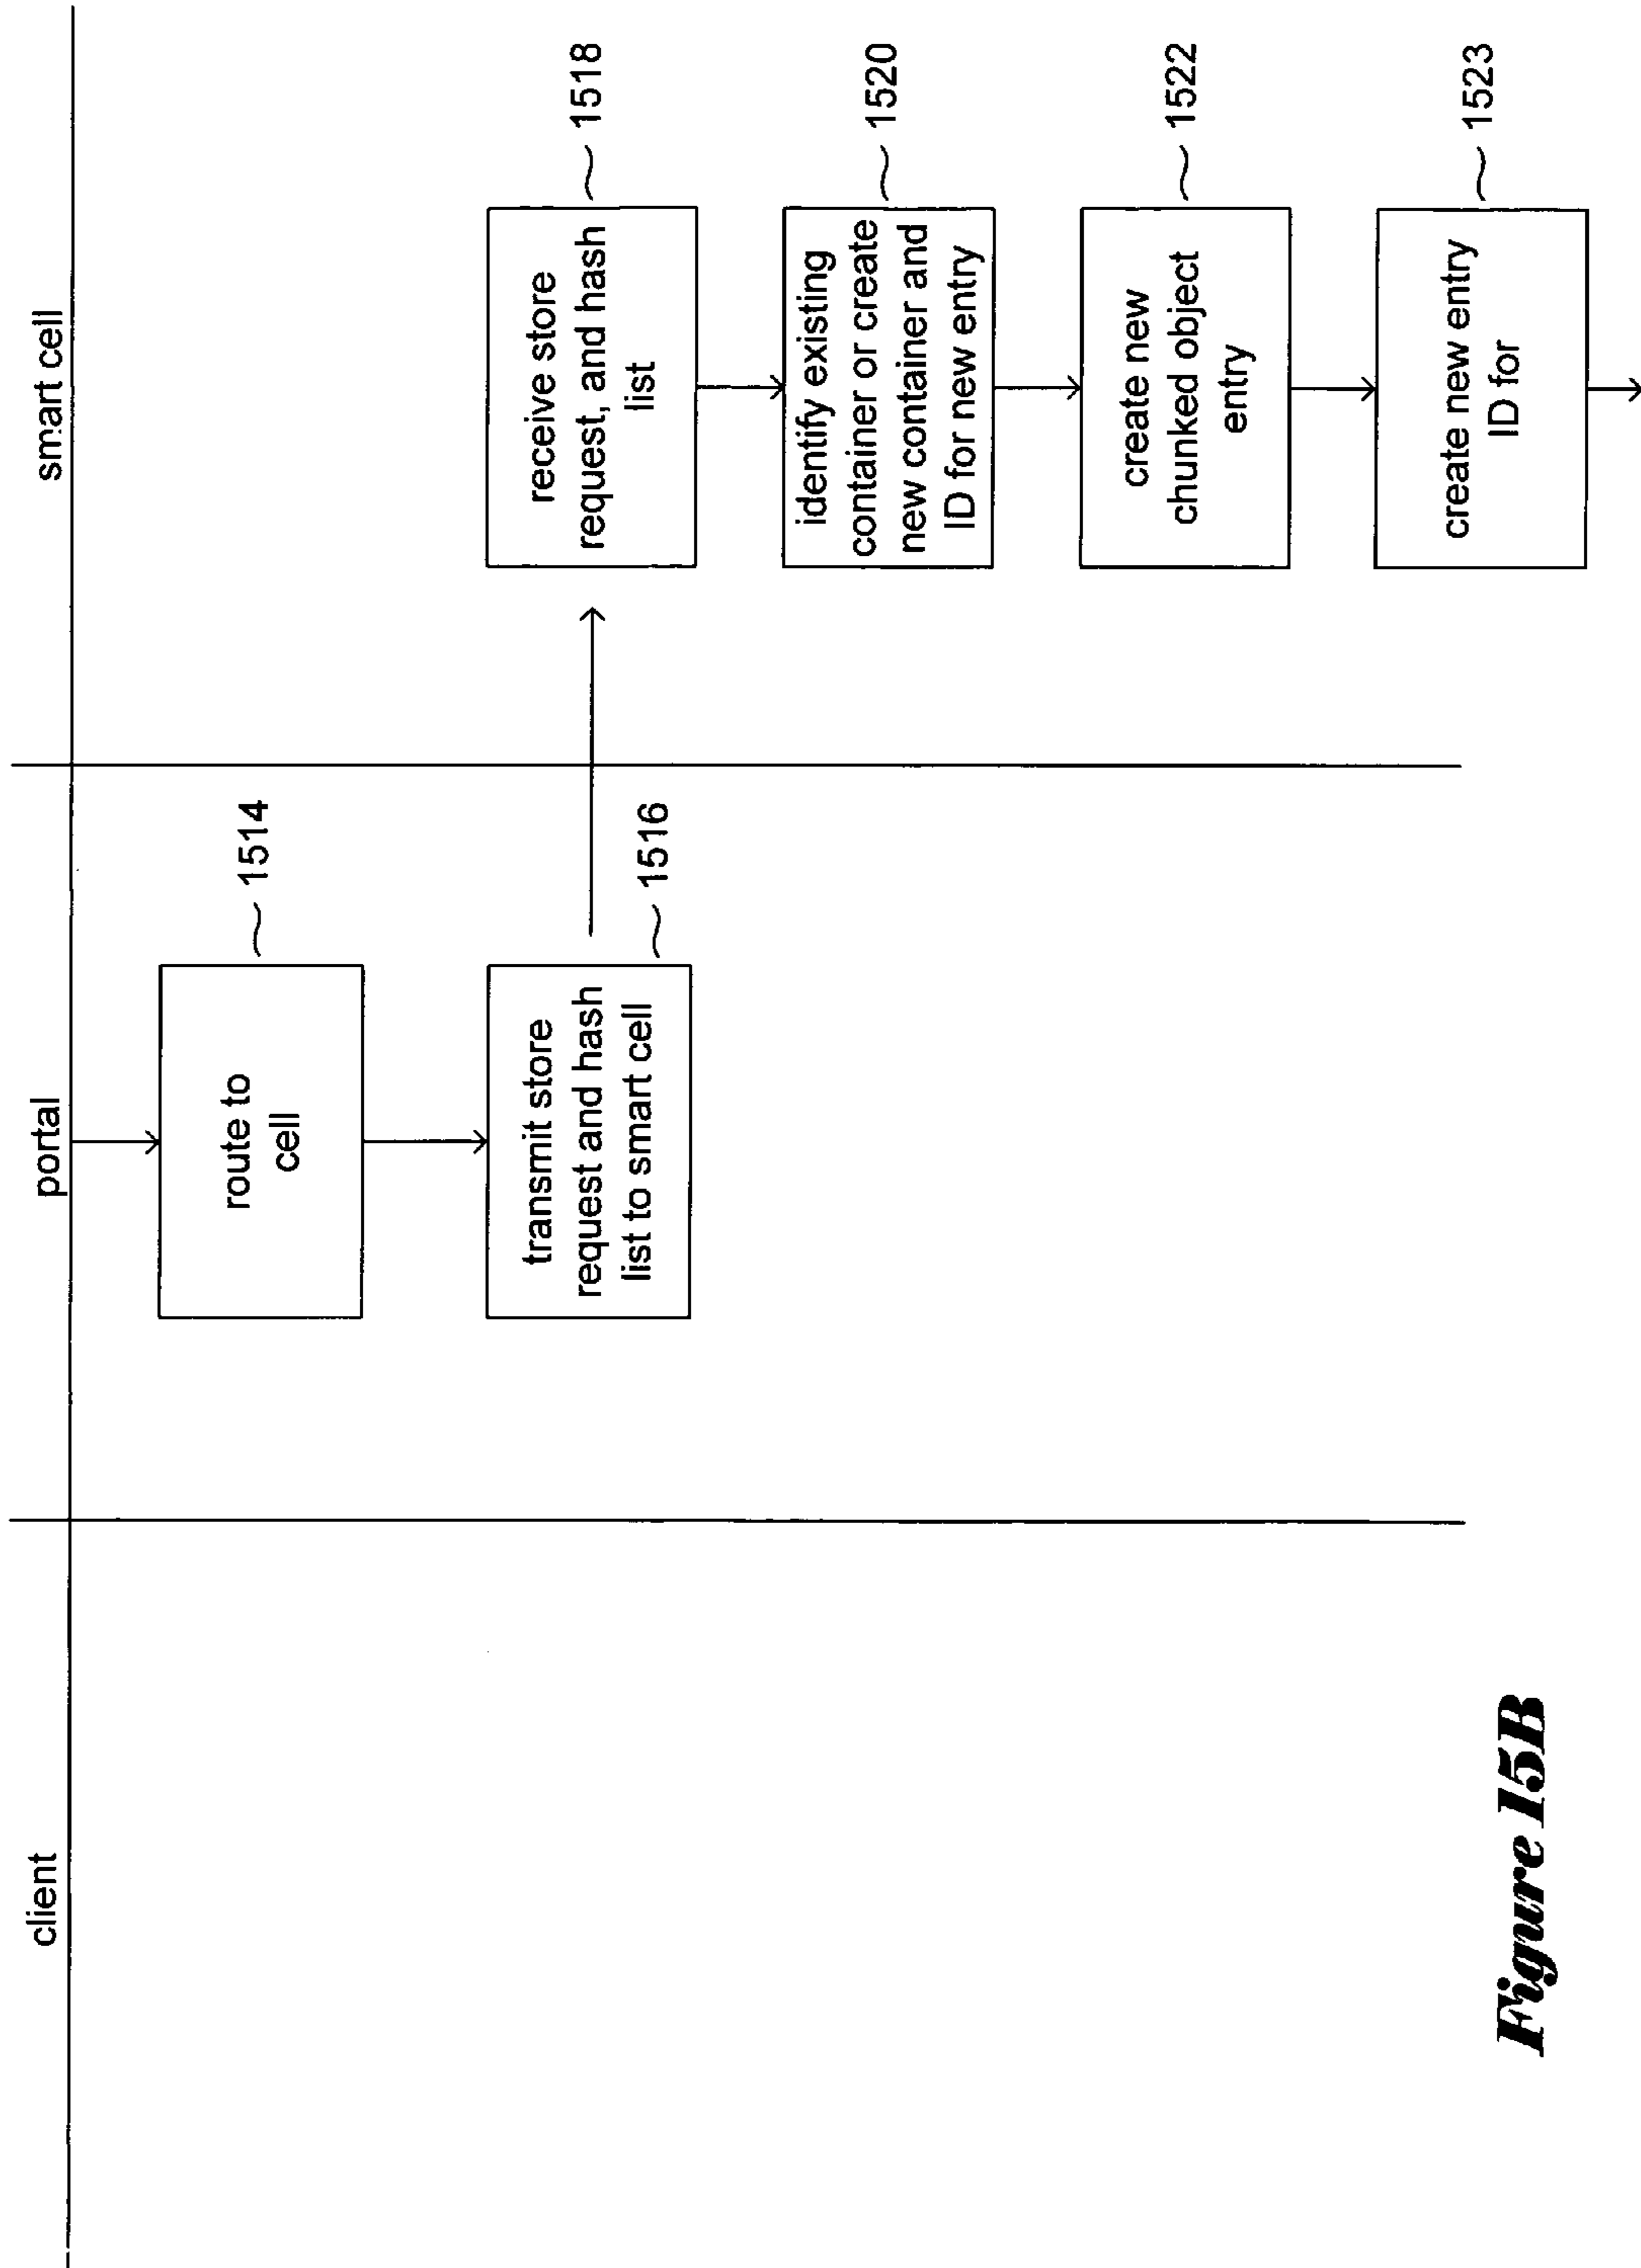 client
portal
smart cell
route to
cell
1514
transmit store
request and hash
list to smart cell
1516
receive store
request, and hash
list
1518
identify existing
container or create
new container and
ID for new entry
1520
create new
chunked object
entry
1522
create new entry
ID for
1523
Figure 15B